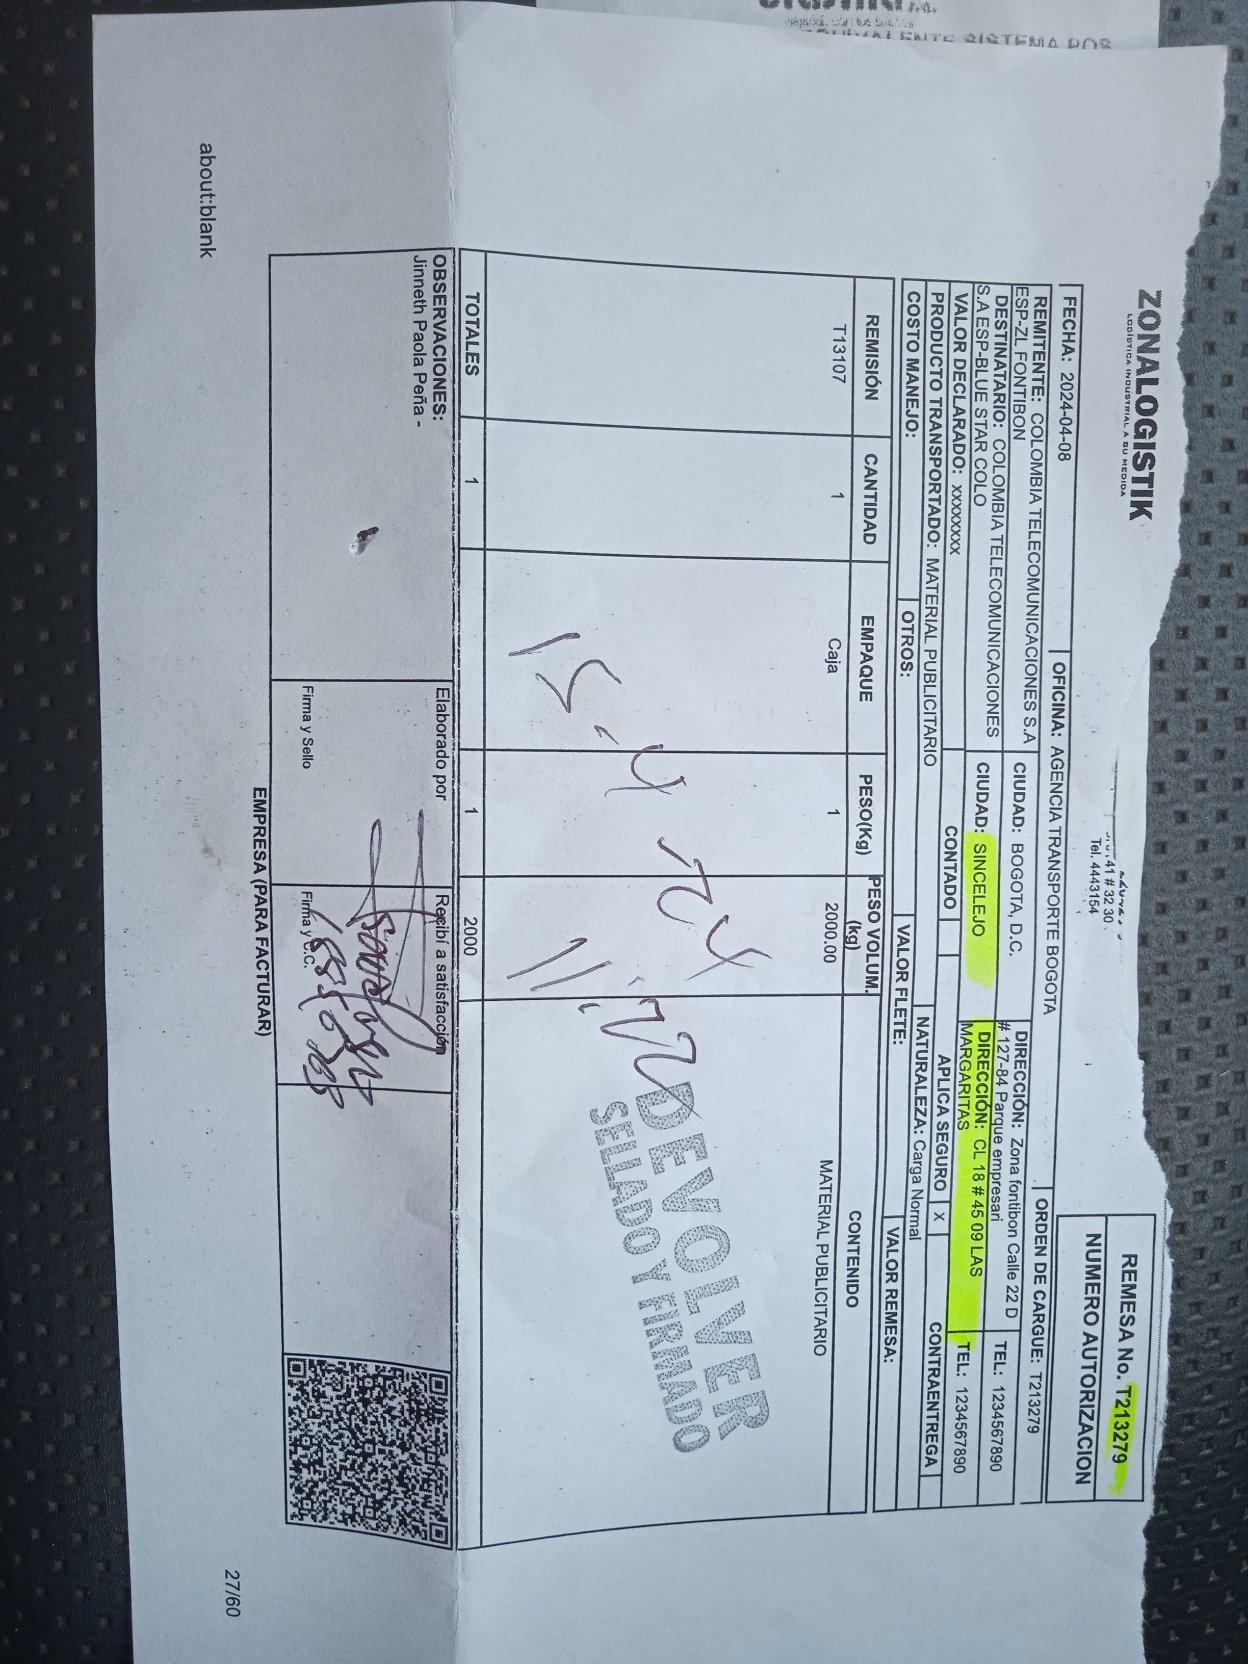 EQUIVALENTE SISTEMA POS
ZONALOGISTIK
LOGÍSTICA INDUSTRIAL A SU MEDIDA
41 # 32 30
Tel. 4443154
REMESA No. T213279
NUMERO AUTORIZACION
FECHA: 2024-04-08 OFICINA: AGENCIA TRANSPORTE BOGOTA ORDEN DE CARGUE: T213279
REMITENTE: COLOMBIA TELECOMUNICACIONES S.A
ESP-ZL FONTIBON
CIUDAD: BOGOTA, D.C.
DIRECCIÓN: Zona fontibon Calle 22 D
# 127-84 Parque empresari
TEL: 1234567890
DESTINATARIO: COLOMBIA TELECOMUNICACIONES
S.A ESP-BLUE STAR COLO
CIUDAD: SINCELEJO
DIRECCIÓN: CL 18 # 45 09 LAS
MARGARITAS
TEL: 1234567890
VALOR DECLARADO: xxxxxxxx CONTADO APLICA SEGURO X CONTRAENTREGA
PRODUCTO TRANSPORTADO: MATERIAL PUBLICITARIO NATURALEZA: Carga Normal
COSTO MANEJO: OTROS: VALOR FLETE: VALOR REMESA:
REMISIÓN CANTIDAD EMPAQUE PESO(Kg) PESO VOLUM.
(kg) CONTENIDO
T13107 1 Caja 1 2000.00 MATERIAL PUBLICITARIO
15-4 24
11:22
DEVOLVER
SELLADO Y FIRMADO
TOTALES 1 1 2000
OBSERVACIONES:
Jinneth Paola Peña -
Elaborado por
Firma y Sello
Recibí a satisfacción
Firma y C.C.
EMPRESA (PARA FACTURAR)
about:blank
27/60